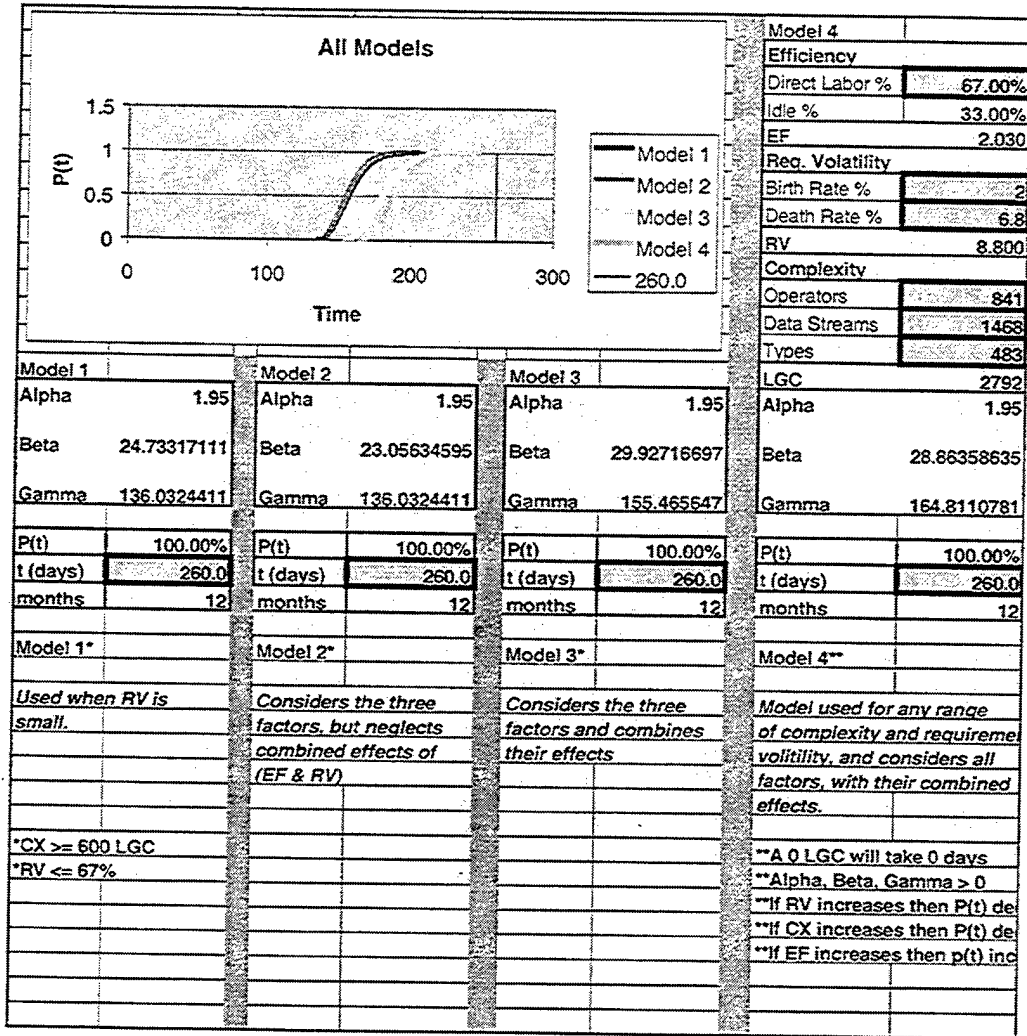 All Models
1.5
1
0.5
0
P(t)
0
100
200
300
Time
Model 1
Model 2
Model 3
Model 4
260.0
Model 4
Efficiency
Direct Labor % 67.00%
Idle % 33.00%
EF 2.030
Req. Volatility
Birth Rate % 2
Death Rate % 6.8
RV 8.800
Complexity
Operators 841
Data Streams 1468
Types 483
LGC 2792
Model 1
Alpha 1.95
Beta 24.73317111
Gamma 136.0324411
P(t) 100.00%
t (days) 260.0
months 12
Model 1*
Used when RV is
small.
*CX >= 600 LGC
*RV <= 67%
Model 2
Alpha 1.95
Beta 23.05634595
Gamma 136.0324411
P(t) 100.00%
t (days) 260.0
months 12
Model 2*
Considers the three
factors, but neglects
combined effects of
(EF & RV)
Model 3
Alpha 1.95
Beta 29.92716697
Gamma 155.465647
P(t) 100.00%
t (days) 260.0
months 12
Model 3*
Considers the three
factors and combines
their effects
Alpha 1.95
Beta 28.86358635
Gamma 164.8110781
P(t) 100.00%
t (days) 260.0
months 12
Model 4**
Model used for any range
of complexity and requiremer
volitility, and considers all
factors, with their combined
effects.
**A 0 LGC will take 0 days
**Alpha, Beta, Gamma > 0
**If RV increases then P(t) de
**If CX increases then P(t) de
**If EF increases then p(t) inc